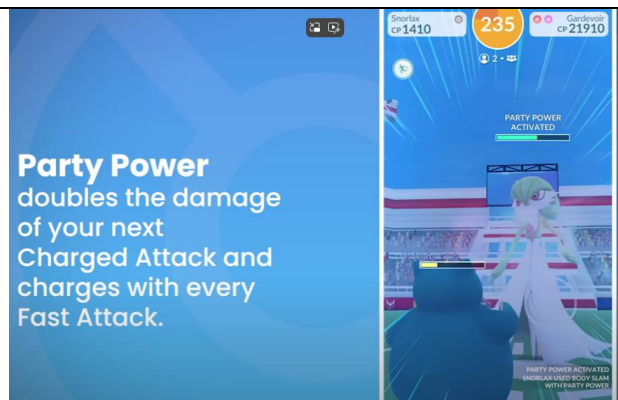 Party Power
doubles the damage
of your next
Charged Attack and
charges with every
Fast Attack.
Snorlax
CP1410
235
Gardevoir
CP21910
2
PARTY POWER
ACTIVATED
PARTY POWER ACTIVATED
SNORLAX USED BODY SLAM
WITH PARTY POWER